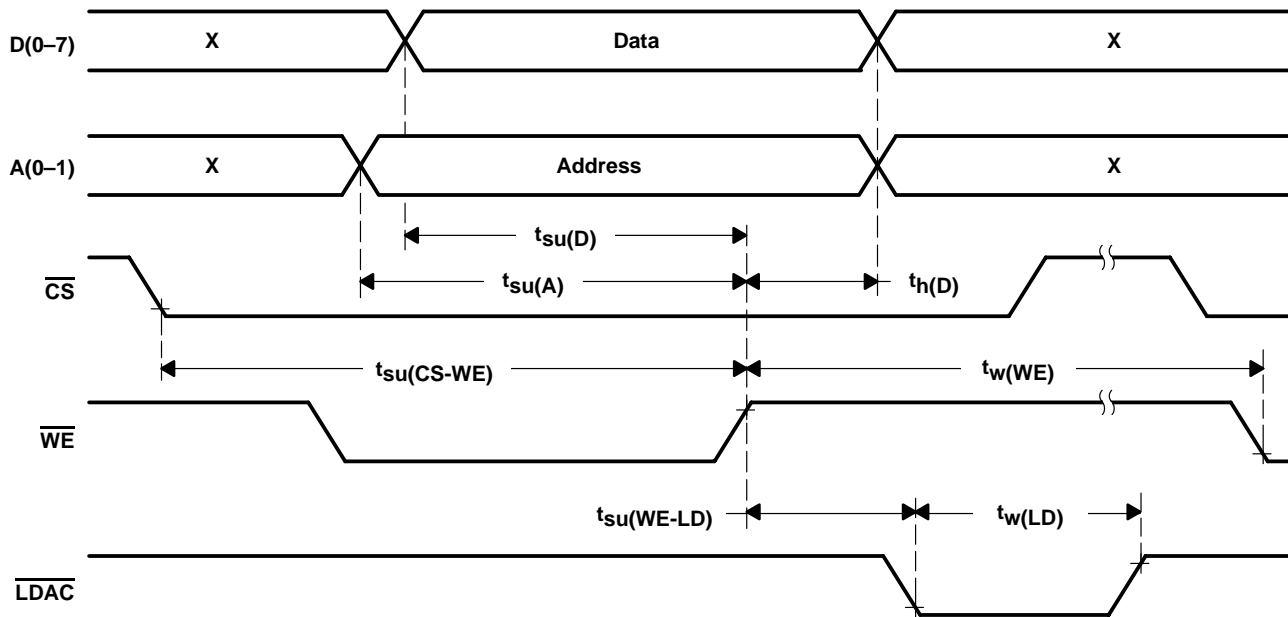 D(0–7) X Data X
A(0–1) X Address X
tsu(D)
CS tsu(A) th(D)
tsu(CS-WE) tw(WE)
WE
tsu(WE-LD) tw(LD)
LDAC